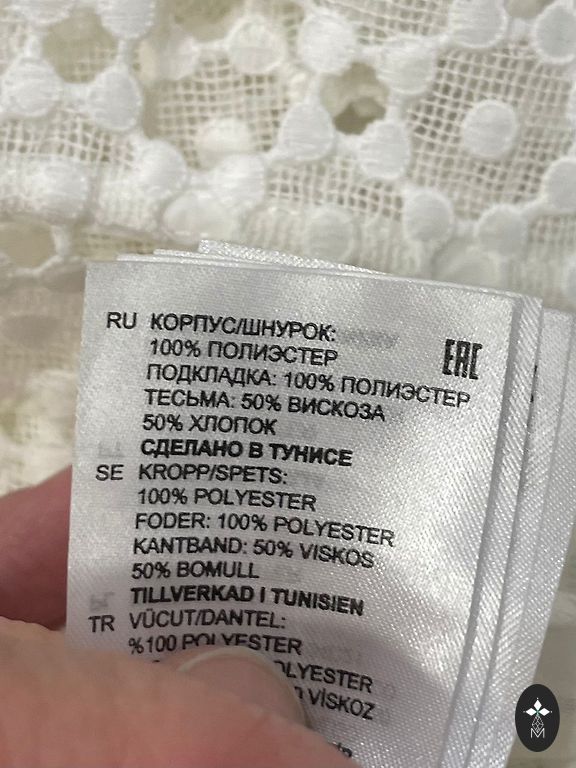 RU КОРПУС/ШНУРОК:
100% ПОЛИЭСТЕР
ПОДКЛАДКА: 100% ПОЛИЭСТЕР
ТЕСЬМА: 50% ВИСКОЗА
50% ХЛОПОК
СДЕЛАНО В ТУНИСЕ
EAC
SE KROPP/SPETS:
100% POLYESTER
FODER: 100% POLYESTER
KANTBAND: 50% VISKOS
50% BOMULL
TILLVERKAD I TUNISIEN
TR VÜCUT/DANTEL:
%100 POLYESTER
VİSKOZ
M